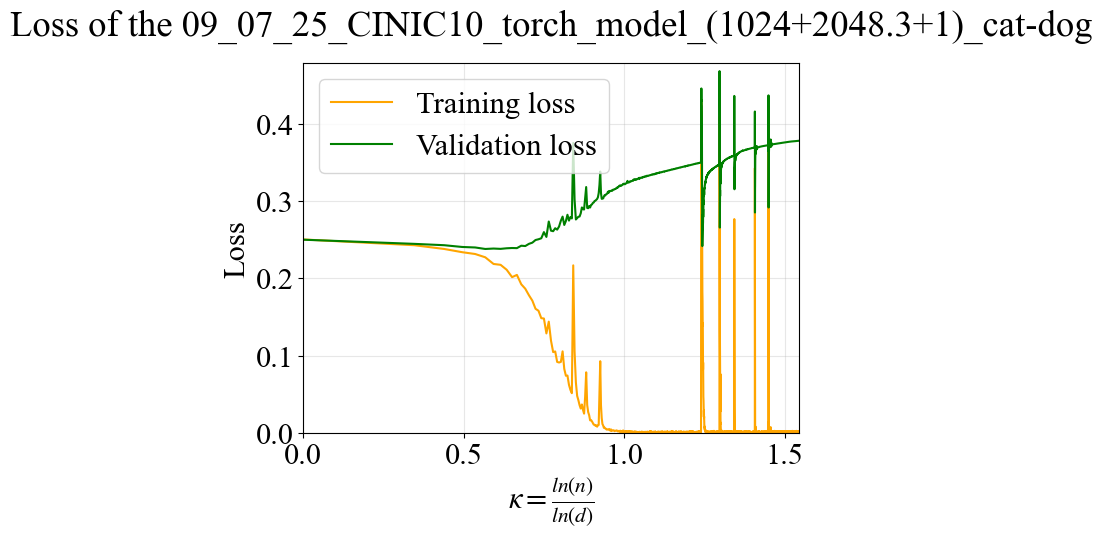 Loss of the 09_07_25_CINIC10_torch_model_(1024+2048.3+1)_cat-dog
Training loss
Validation loss
Loss
0.4
0.3
0.2
0.1
0.0
0.0 0.5 1.0 1.5
κ = ln(n)/ln(d)